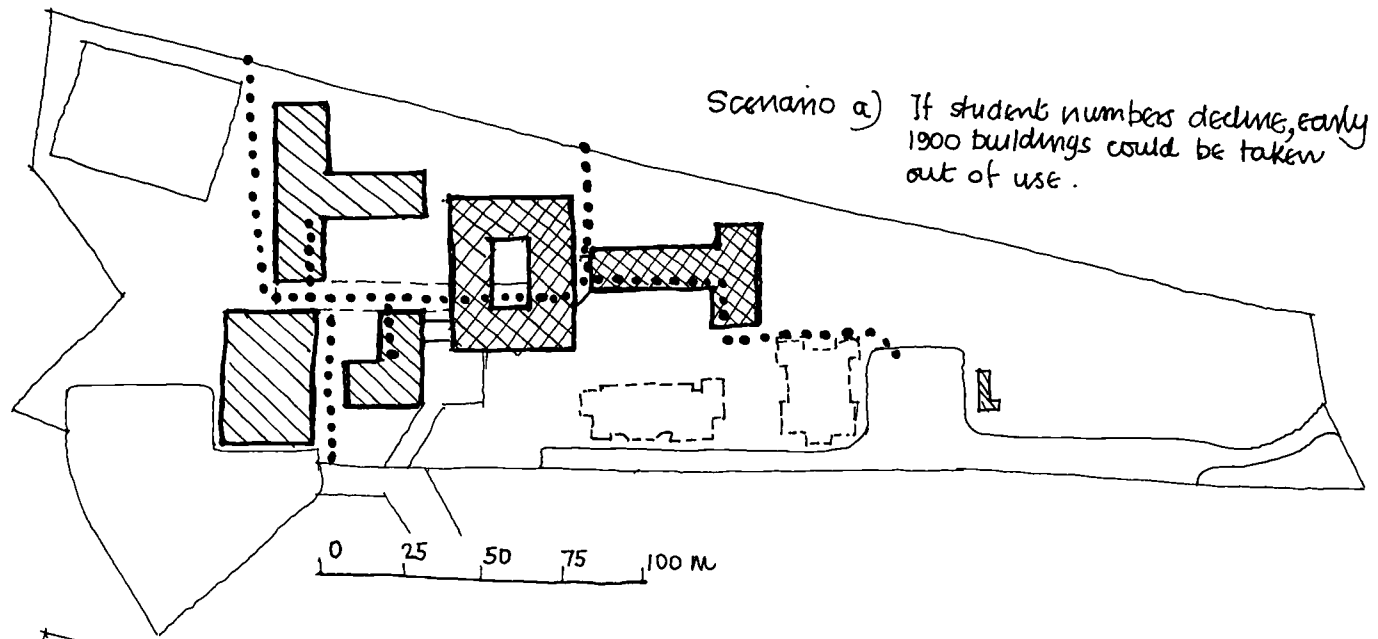 Scenario a) If student numbers decline, early
1900 buildings could be taken
out of use.
0 25 50 75 100 M